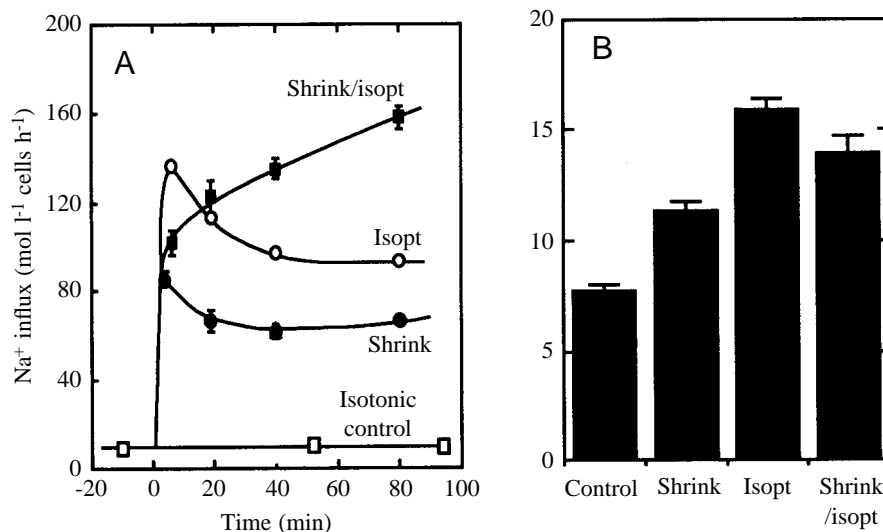 A
Na⁺ influx (mol l⁻¹ cells h⁻¹)
200
160
120
80
40
0
Shrink/isopt
Isopt
Shrink
Isotonic
control
-20 0 20 40 60 80 100
Time (min)
B
20
15
10
5
0
Control Shrink Isopt Shrink
/isopt